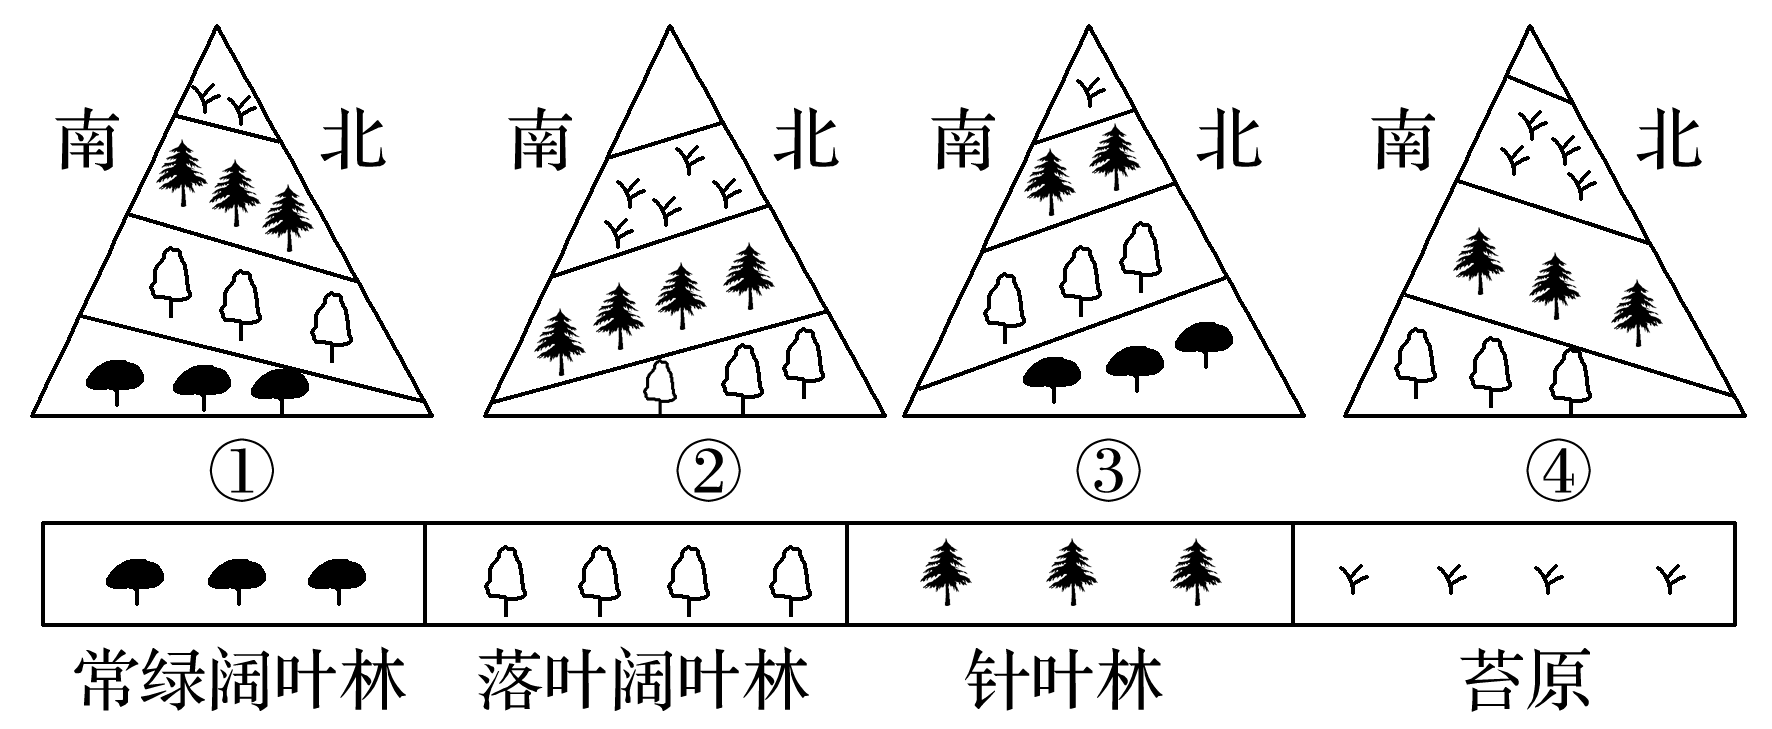 南 北 南 北 南 北 南 北
① ② ③ ④
常绿阔叶林 落叶阔叶林 针叶林 苔原